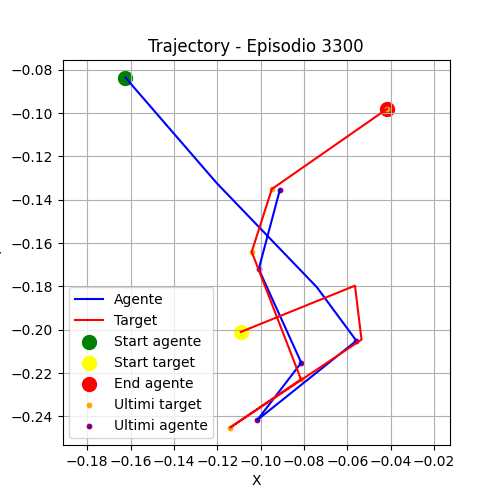 Trajectory - Episodio 3300
−0.08
−0.10
−0.12
−0.14
−0.16
−0.18
−0.20
−0.22
−0.24
Agente
Target
Start agente
Start target
End agente
Ultimi target
Ultimi agente
−0.18 −0.16 −0.14 −0.12 −0.10 −0.08 −0.06 −0.04 −0.02
X